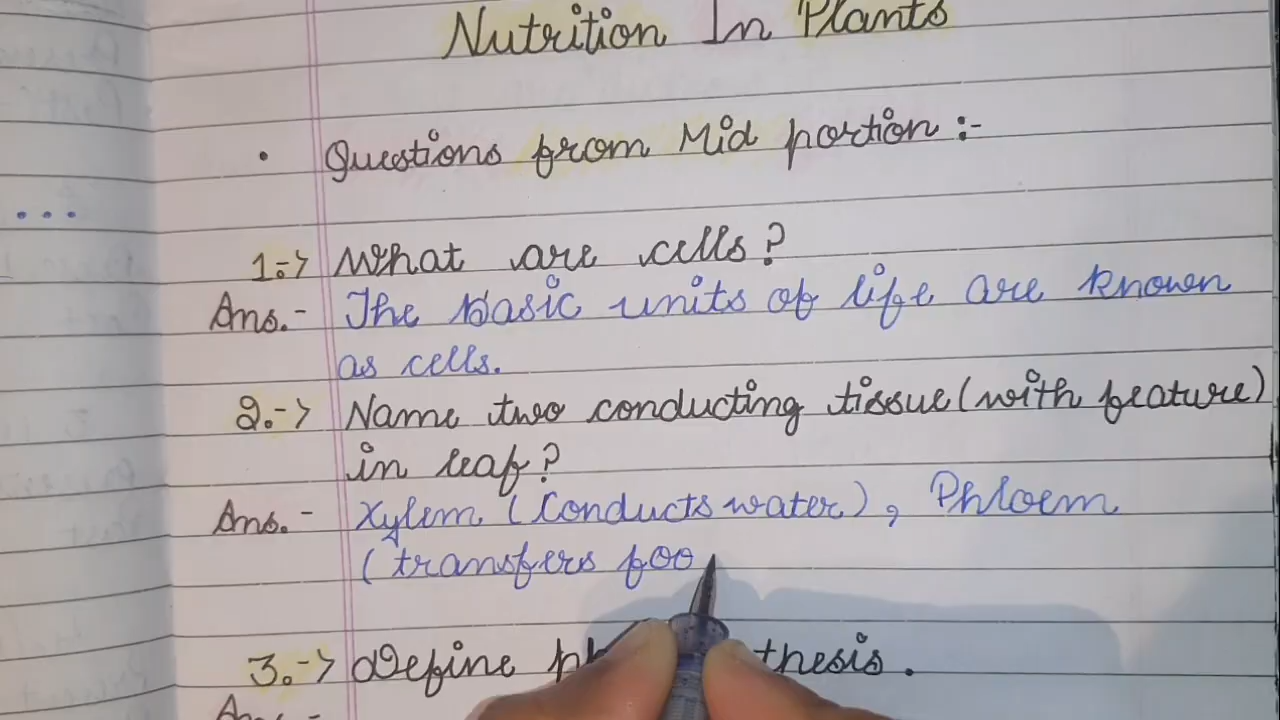 Nutrition In Plants
• Questions from Mid portion :-
1.-> What are cells?
Ans.- The basic units of life are known
as cells.
2.-> Name two conducting tissue (with feature)
in leaf?
Ans.- Xylem (Conducts water), Phloem
(transfers foo
3.-> Define thesis.